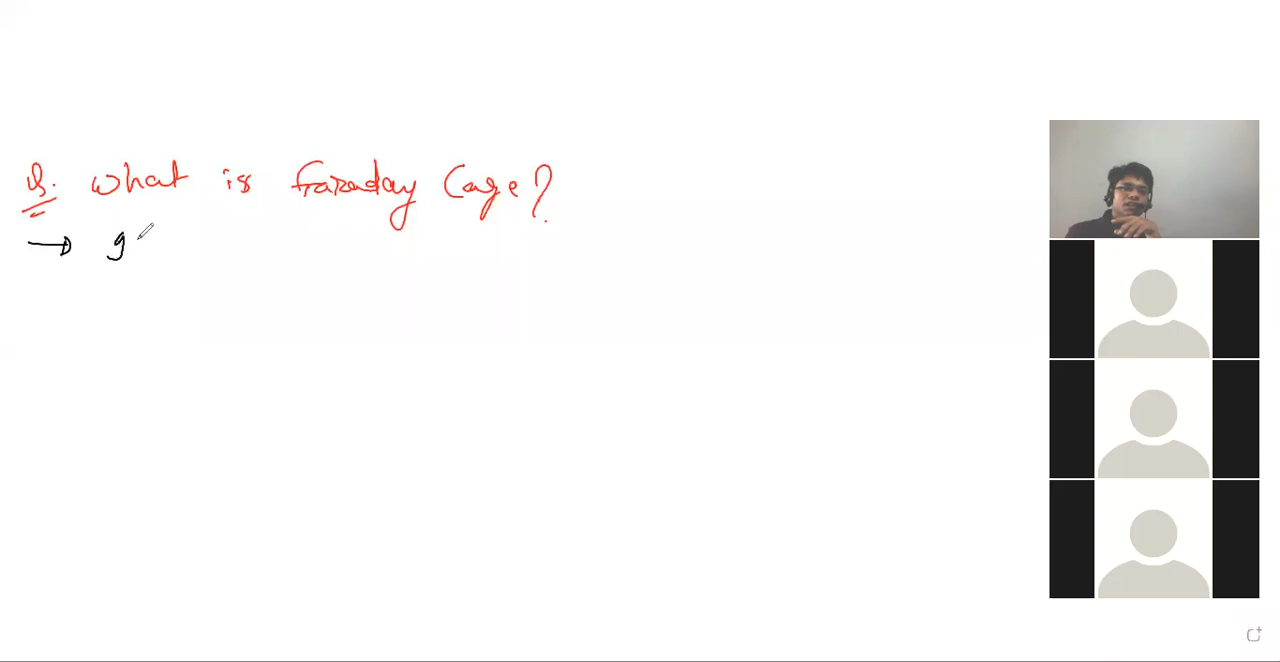 Q. What is Faraday Cage?
→ g